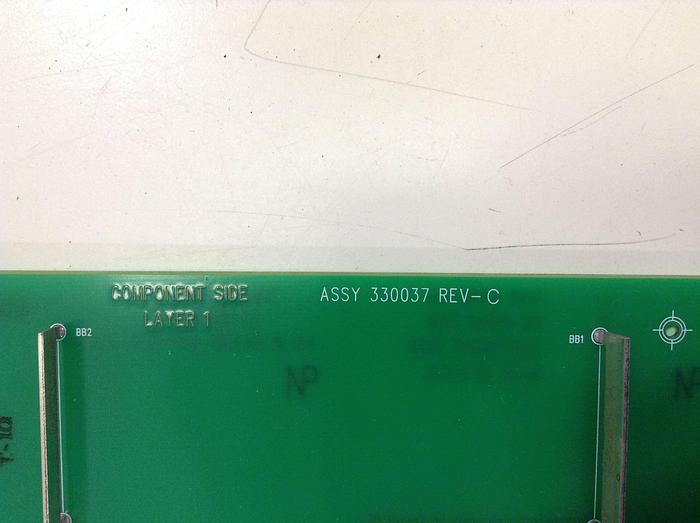 COMPONENT SIDE
LAYER 1
ASSY 330037 REV-C
BB2
BB1
NP